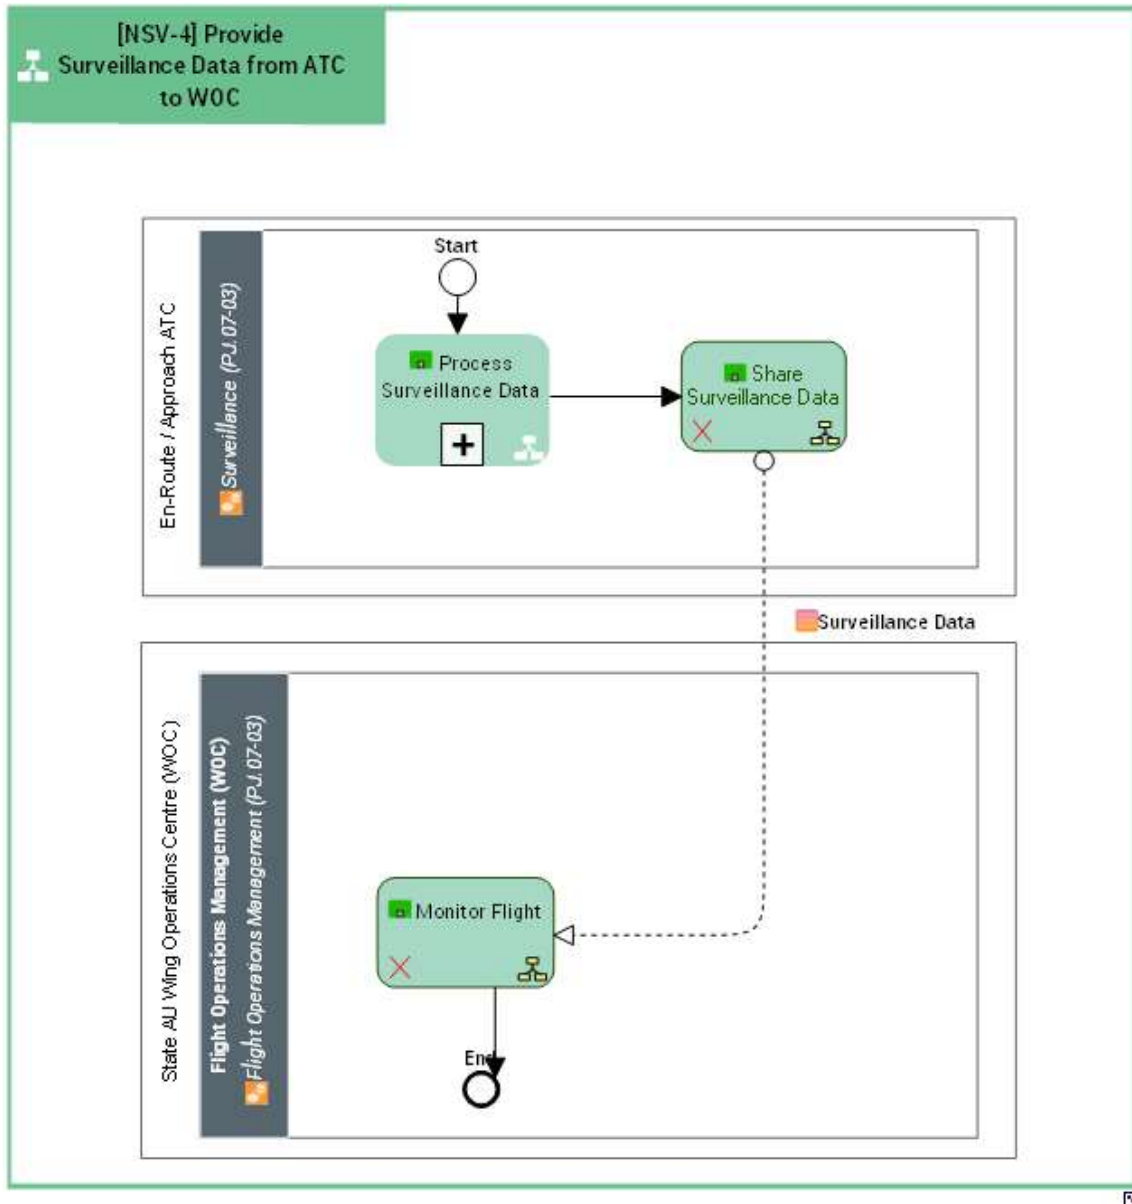 [NSV-4] Provide
Surveillance Data from ATC
to WOC
En-Route / Approach ATC
Surveillance (PJ.07-03)
Start
Process
Surveillance Data
Share
Surveillance Data
Surveillance Data
State AU Wing Operations Centre (WOC)
Flight Operations Management (WOC)
Flight Operations Management (PJ.07-03)
Monitor Flight
End